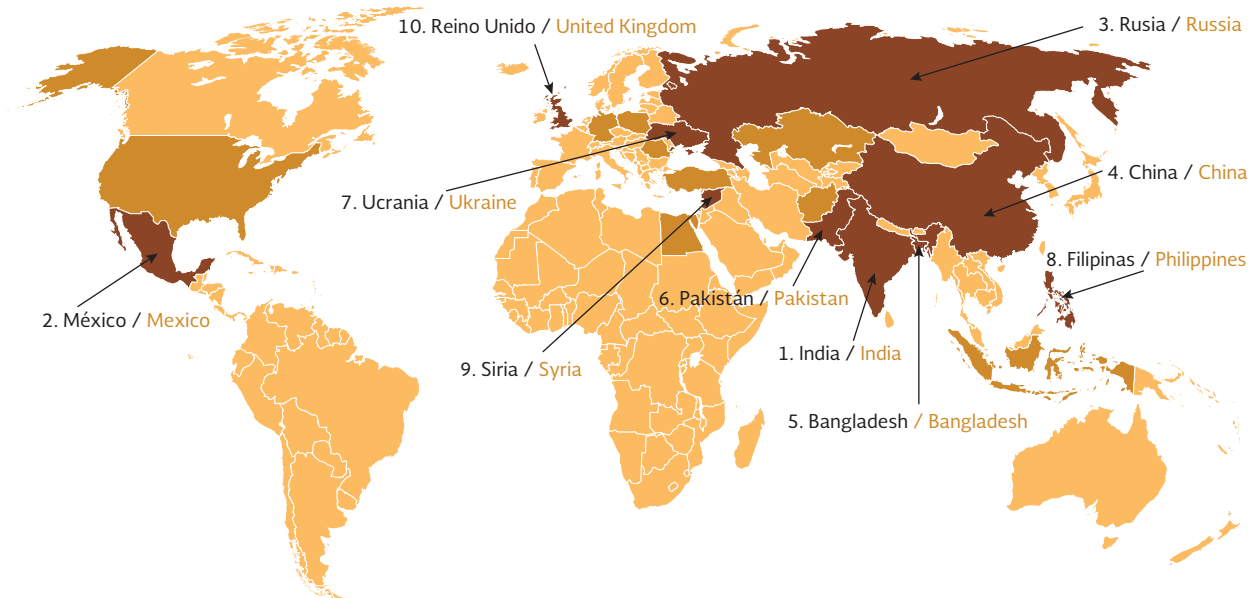 10. Reino Unido / United Kingdom
3. Rusia / Russia
4. China / China
7. Ucrania / Ukraine
8. Filipinas / Philippines
6. Pakistán / Pakistan
2. México / Mexico
1. India / India
9. Siria / Syria
5. Bangladesh / Bangladesh